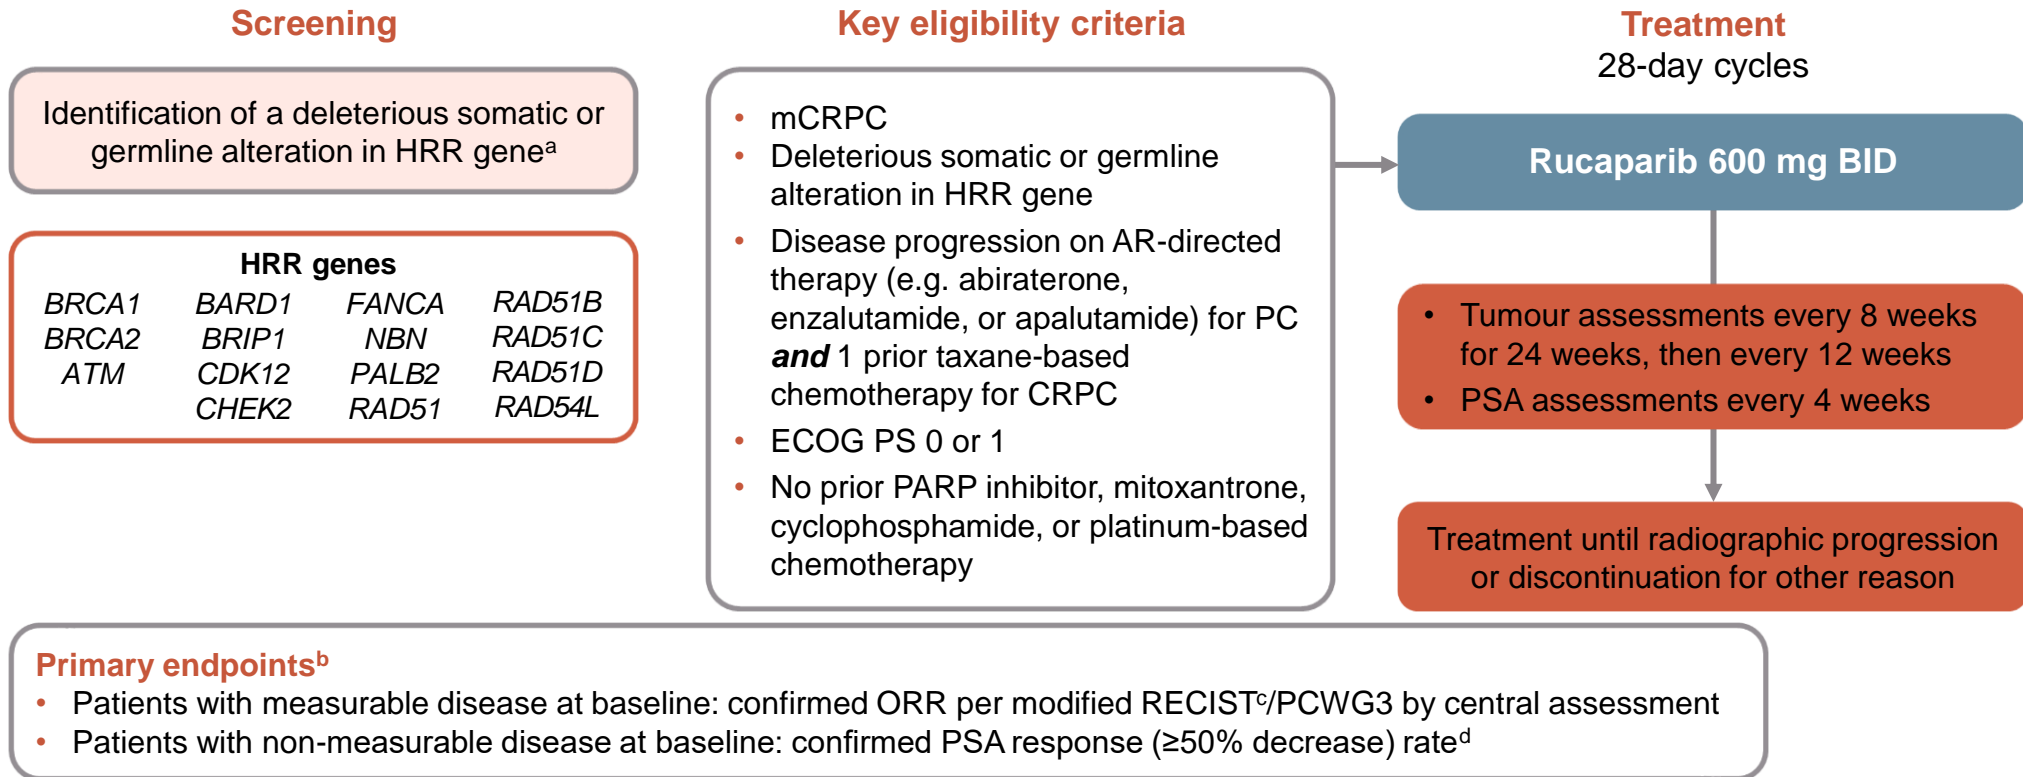 Screening
Identification of a deleterious somatic or
germline alteration in HRR geneᵃ
HRR genes
BRCA1 BARD1 FANCA RAD51B
BRCA2 BRIP1 NBN RAD51C
ATM CDK12 PALB2 RAD51D
CHEK2 RAD51 RAD54L
Key eligibility criteria
• mCRPC
• Deleterious somatic or germline
alteration in HRR gene
• Disease progression on AR-directed
therapy (e.g. abiraterone,
enzalutamide, or apalutamide) for PC
and 1 prior taxane-based
chemotherapy for CRPC
• ECOG PS 0 or 1
• No prior PARP inhibitor, mitoxantrone,
cyclophosphamide, or platinum-based
chemotherapy
Treatment
28-day cycles
Rucaparib 600 mg BID
• Tumour assessments every 8 weeks
for 24 weeks, then every 12 weeks
• PSA assessments every 4 weeks
Treatment until radiographic progression
or discontinuation for other reason
Primary endpointsᵇ
• Patients with measurable disease at baseline: confirmed ORR per modified RECISTᶜ/PCWG3 by central assessment
• Patients with non-measurable disease at baseline: confirmed PSA response (≥50% decrease) rateᵈ